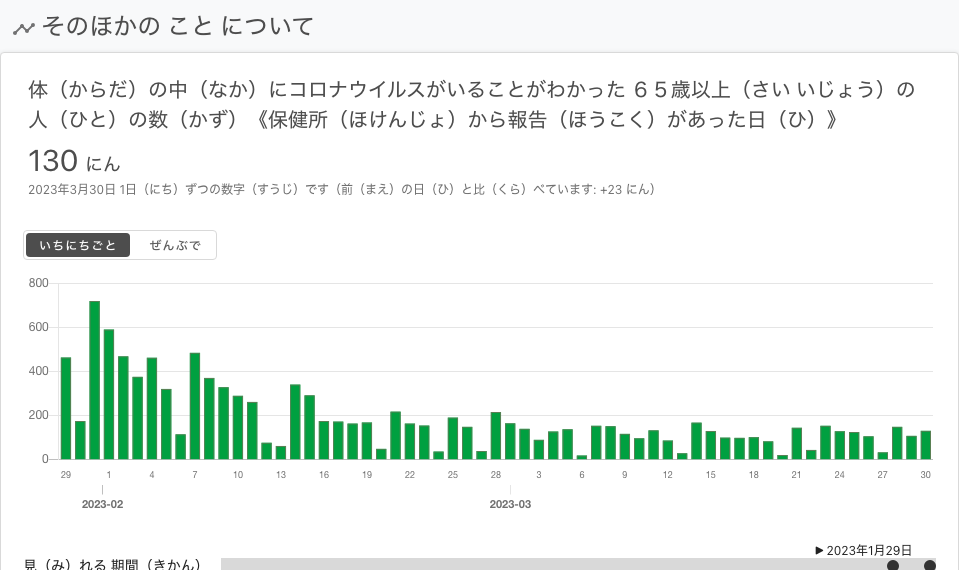 そのほかの こと について
体（からだ）の中（なか）にコロナウイルスがいることがわかった ６５歳以上（さい いじょう）の
人（ひと）の数（かず）《保健所（ほけんじょ）から報告（ほうこく）があった日（ひ）》
130 にん
2023年3月30日 1日（にち）ずつの数字（すうじ）です（前（まえ）の日（ひ）と比（くら）べています: +23 にん）
いちにちごと ぜんぶで
800
600
400
200
0
29 1 4 7 10 13 16 19 22 25 28 3 6 9 12 15 18 21 24 27 30
2023-02 2023-03
▶ 2023年1月29日
見（み）れる 期間（きかん）